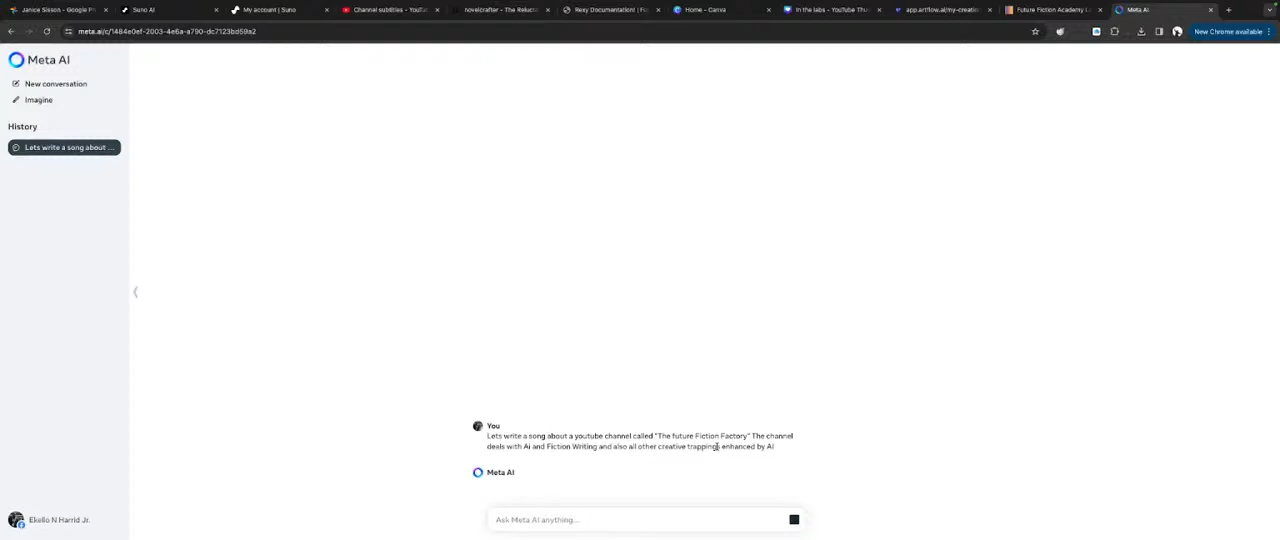 Janice Sisson - Google P
Suno AI
My account | Suno
Channel subtitles - YouTu
novelcrafter - The Reluct
Rexy Documentation! | Fu
Home - Canva
In the labs - YouTube Thu
app.artflow.ai/my-creatio
Future Fiction Academy L
Meta AI
meta.ai/c/1484e0ef-2003-4e6a-a790-dc7123bd59a2
New Chrome available
Meta AI
New conversation
Imagine
History
Lets write a song about ...
You
Lets write a song about a youtube channel called "The future Fiction Factory" The channel
deals with Ai and Fiction Writing and also all other creative trappings enhanced by AI
Meta AI
Ask Meta AI anything...
Ekello N Harrid Jr.